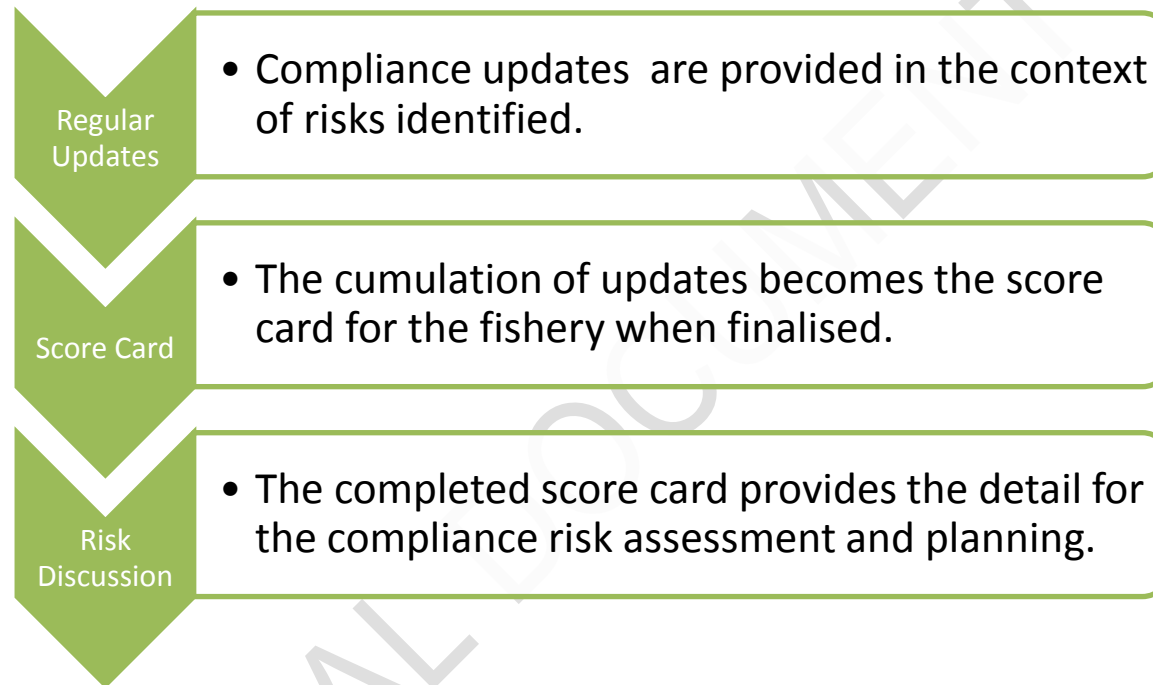 Regular
Updates
• Compliance updates  are provided in the context
of risks identified.
Score Card
• The cumulation of updates becomes the score
card for the fishery when finalised.
Risk
Discussion
• The completed score card provides the detail for
the compliance risk assessment and planning.
AL DOCUMENT